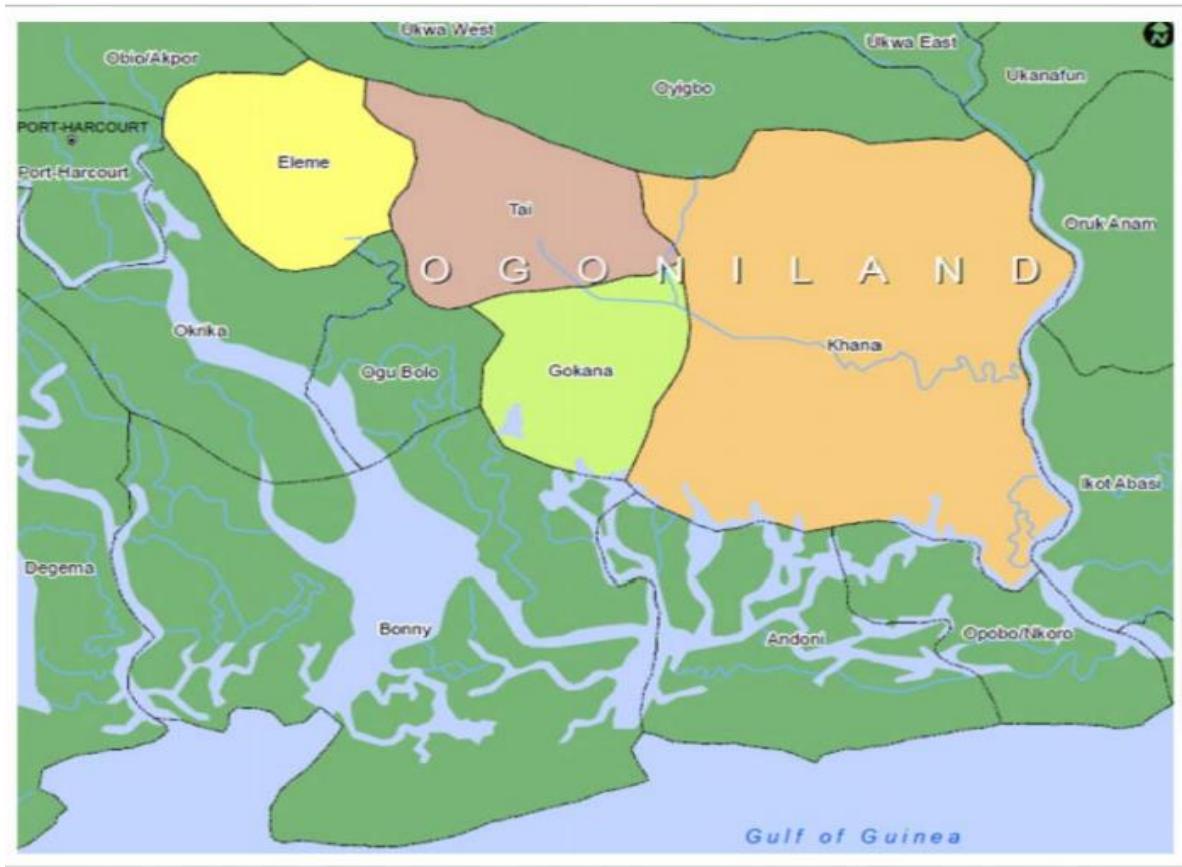 Ukwa West
Ukwa East
Obio/Akpor
Ukanafun
Oyigbo
PORT-HARCOURT
Eleme
Port-Harcourt
Tai
Oruk Anam
OGONILAND
Okrika
Khana
Ogu Bolo
Gokana
Ikot Abasi
Degema
Bonny
Andoni
Opobo/Nkoro
Gulf of Guinea